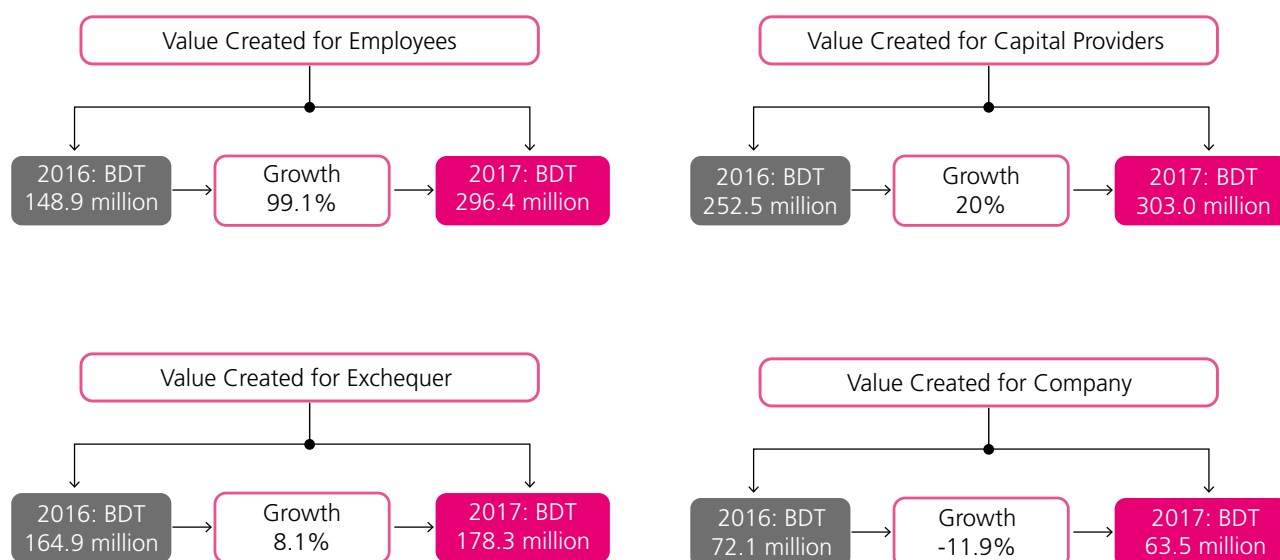 Value Created for Employees
2016: BDT
148.9 million
Growth
99.1%
2017: BDT
296.4 million
Value Created for Capital Providers
2016: BDT
252.5 million
Growth
20%
2017: BDT
303.0 million
Value Created for Exchequer
2016: BDT
164.9 million
Growth
8.1%
2017: BDT
178.3 million
Value Created for Company
2016: BDT
72.1 million
Growth
-11.9%
2017: BDT
63.5 million